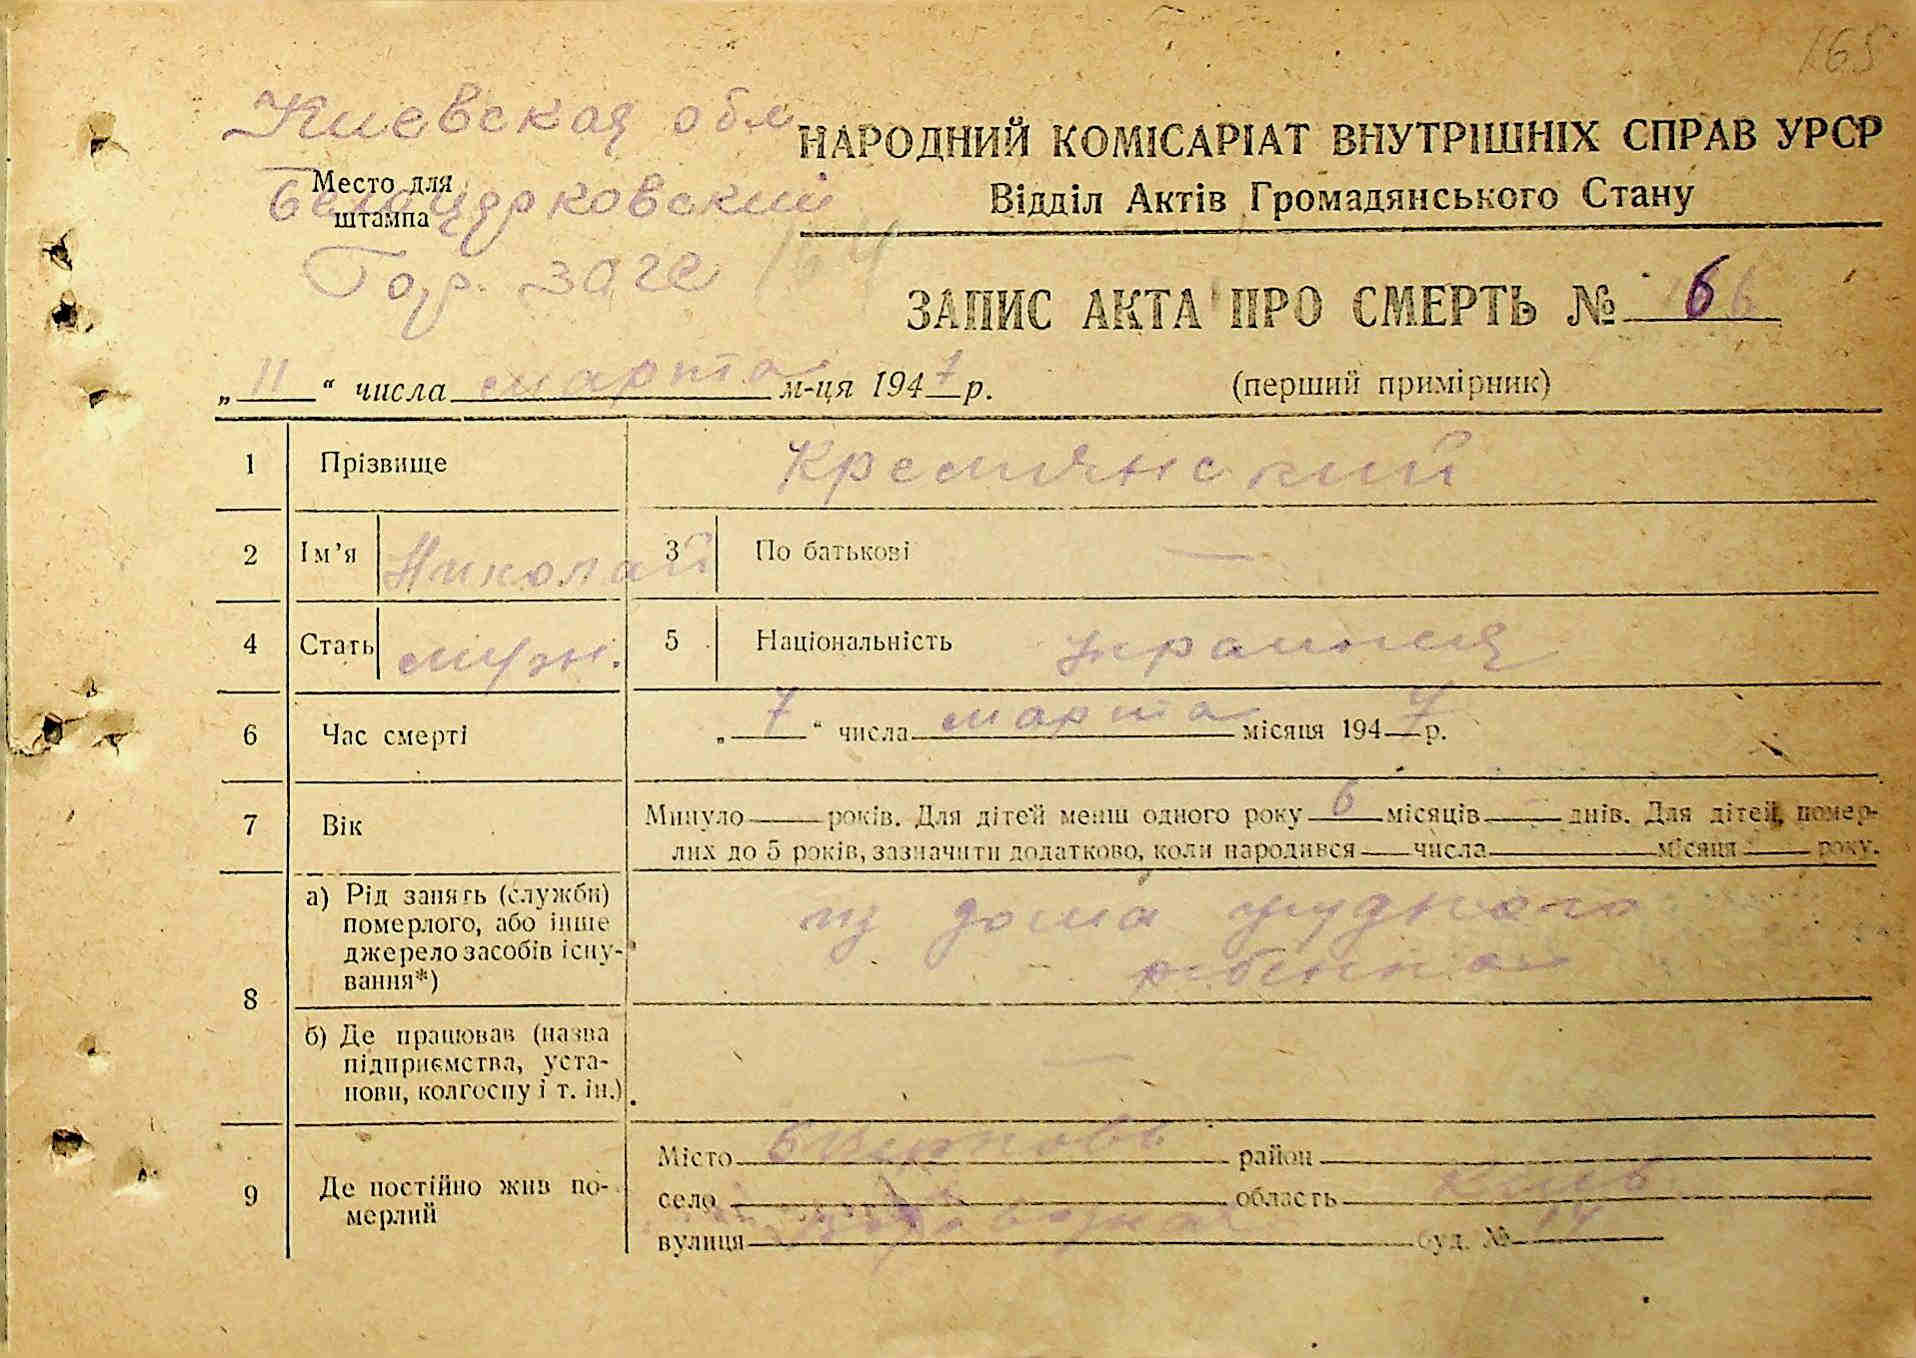 165
Киевская обл
НАРОДНИЙ КОМІСАРІАТ ВНУТРІШНІХ СПРАВ УРСР
Место для штампа
Белоцерковский
Відділ Актів Громадянського Стану
Гор. загс 164
ЗАПИС АКТА ПРО СМЕРТЬ № 66
„11“ числа марта м-ця 1947 р.
(перший примірник)
1 Прізвище Кремянский
2 Ім’я Николай 3 По батькові —
4 Стать муж. 5 Національність украинец
6 Час смерті „7“ числа марта місяця 1947 р.
7 Вік Минуло років. Для дітей менш одного року 6 місяців — днів. Для дітей, помер-
лих до 5 років, зазначити додатково, коли народився числа місяця року.
8 а) Рід занять (служби) померлого, або інше джерело засобів існування*) из дома грудного
ребенка
б) Де працював (назва підприємства, установи, колгоспу і т. ін.) —
9 Де постійно жив померлий
Місто Б Церковь район
село область Киев
вулиця буд. № 14